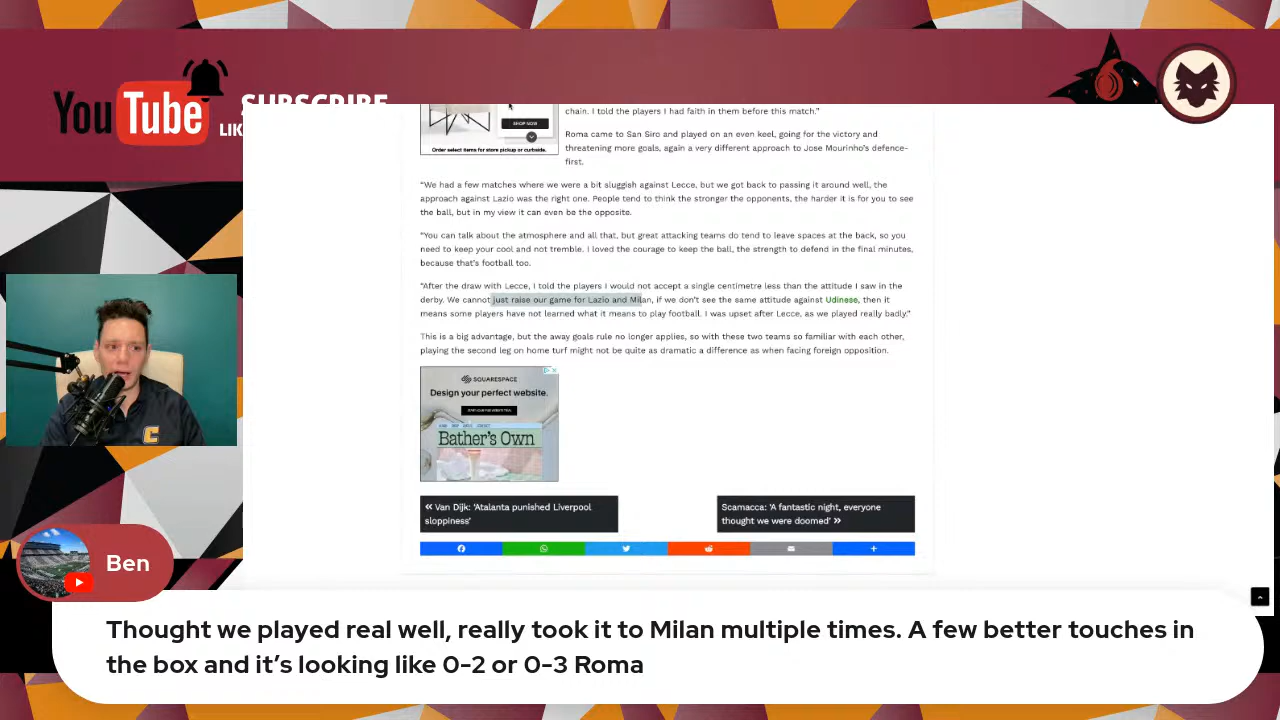 You Tube
SUBSCRIBE
LIK
SHOP NOW
Order select items for store pickup or curbside.
chain. I told the players I had faith in them before this match.”
Roma came to San Siro and played on an even keel, going for the victory and
threatening more goals, again a very different approach to Jose Mourinho’s defence-
first.
“We had a few matches where we were a bit sluggish against Lecce, but we got back to passing it around well, the
approach against Lazio was the right one. People tend to think the stronger the opponents, the harder it is for you to see
the ball, but in my view it can even be the opposite.
“You can talk about the atmosphere and all that, but great attacking teams do tend to leave spaces at the back, so you
need to keep your cool and not tremble. I loved the courage to keep the ball, the strength to defend in the final minutes,
because that’s football too.
“After the draw with Lecce, I told the players I would not accept a single centimetre less than the attitude I saw in the
derby. We cannot just raise our game for Lazio and Milan, if we don’t see the same attitude against Udinese, then it
means some players have not learned what it means to play football. I was upset after Lecce, as we played really badly.”
This is a big advantage, but the away goals rule no longer applies, so with these two teams so familiar with each other,
playing the second leg on home turf might not be quite as dramatic a difference as when facing foreign opposition.
SQUARESPACE
Design your perfect website.
Bather's Own
« Van Dijk: ‘Atalanta punished Liverpool
sloppiness’
Scamacca: ‘A fantastic night, everyone
thought we were doomed’ »
C
Ben
Thought we played real well, really took it to Milan multiple times. A few better touches in
the box and it’s looking like 0-2 or 0-3 Roma